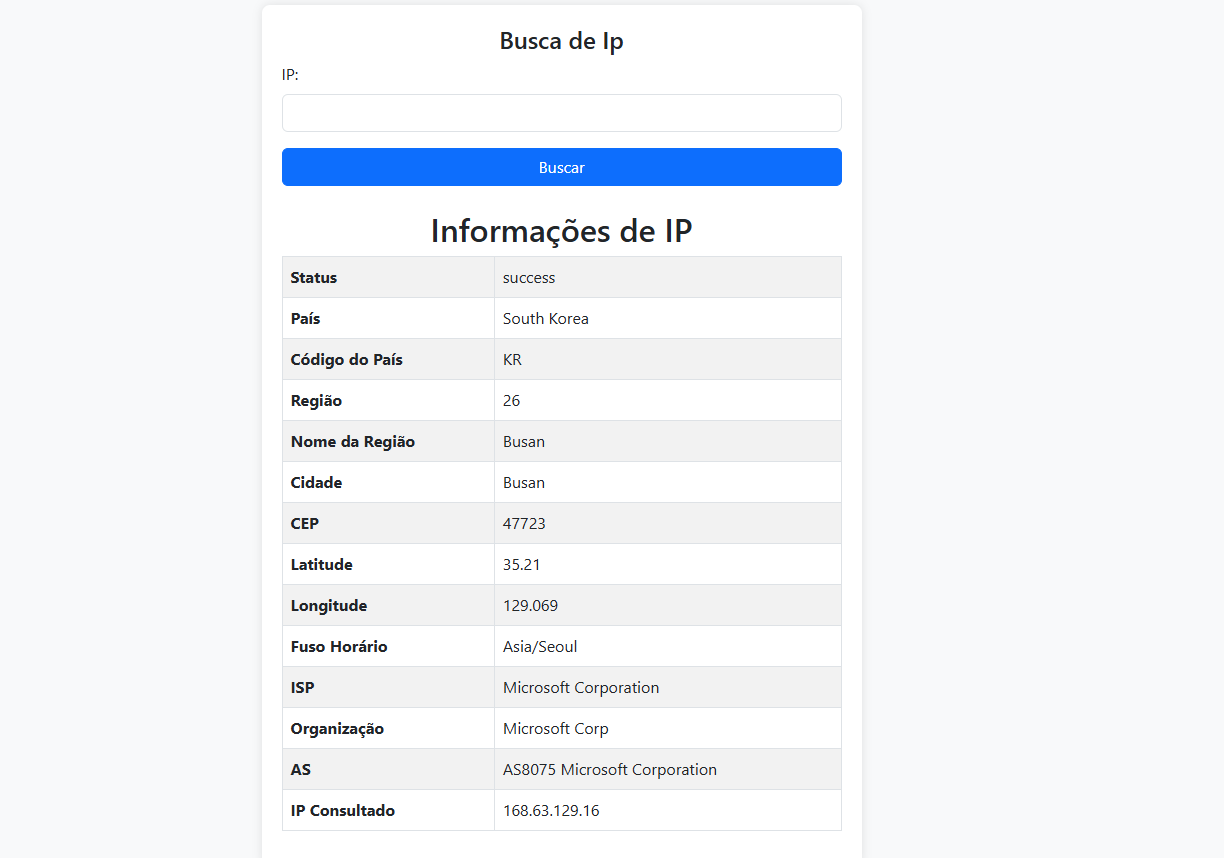 Busca de Ip
IP:
Buscar
Informações de IP
Status success
País South Korea
Código do País KR
Região 26
Nome da Região Busan
Cidade Busan
CEP 47723
Latitude 35.21
Longitude 129.069
Fuso Horário Asia/Seoul
ISP Microsoft Corporation
Organização Microsoft Corp
AS AS8075 Microsoft Corporation
IP Consultado 168.63.129.16